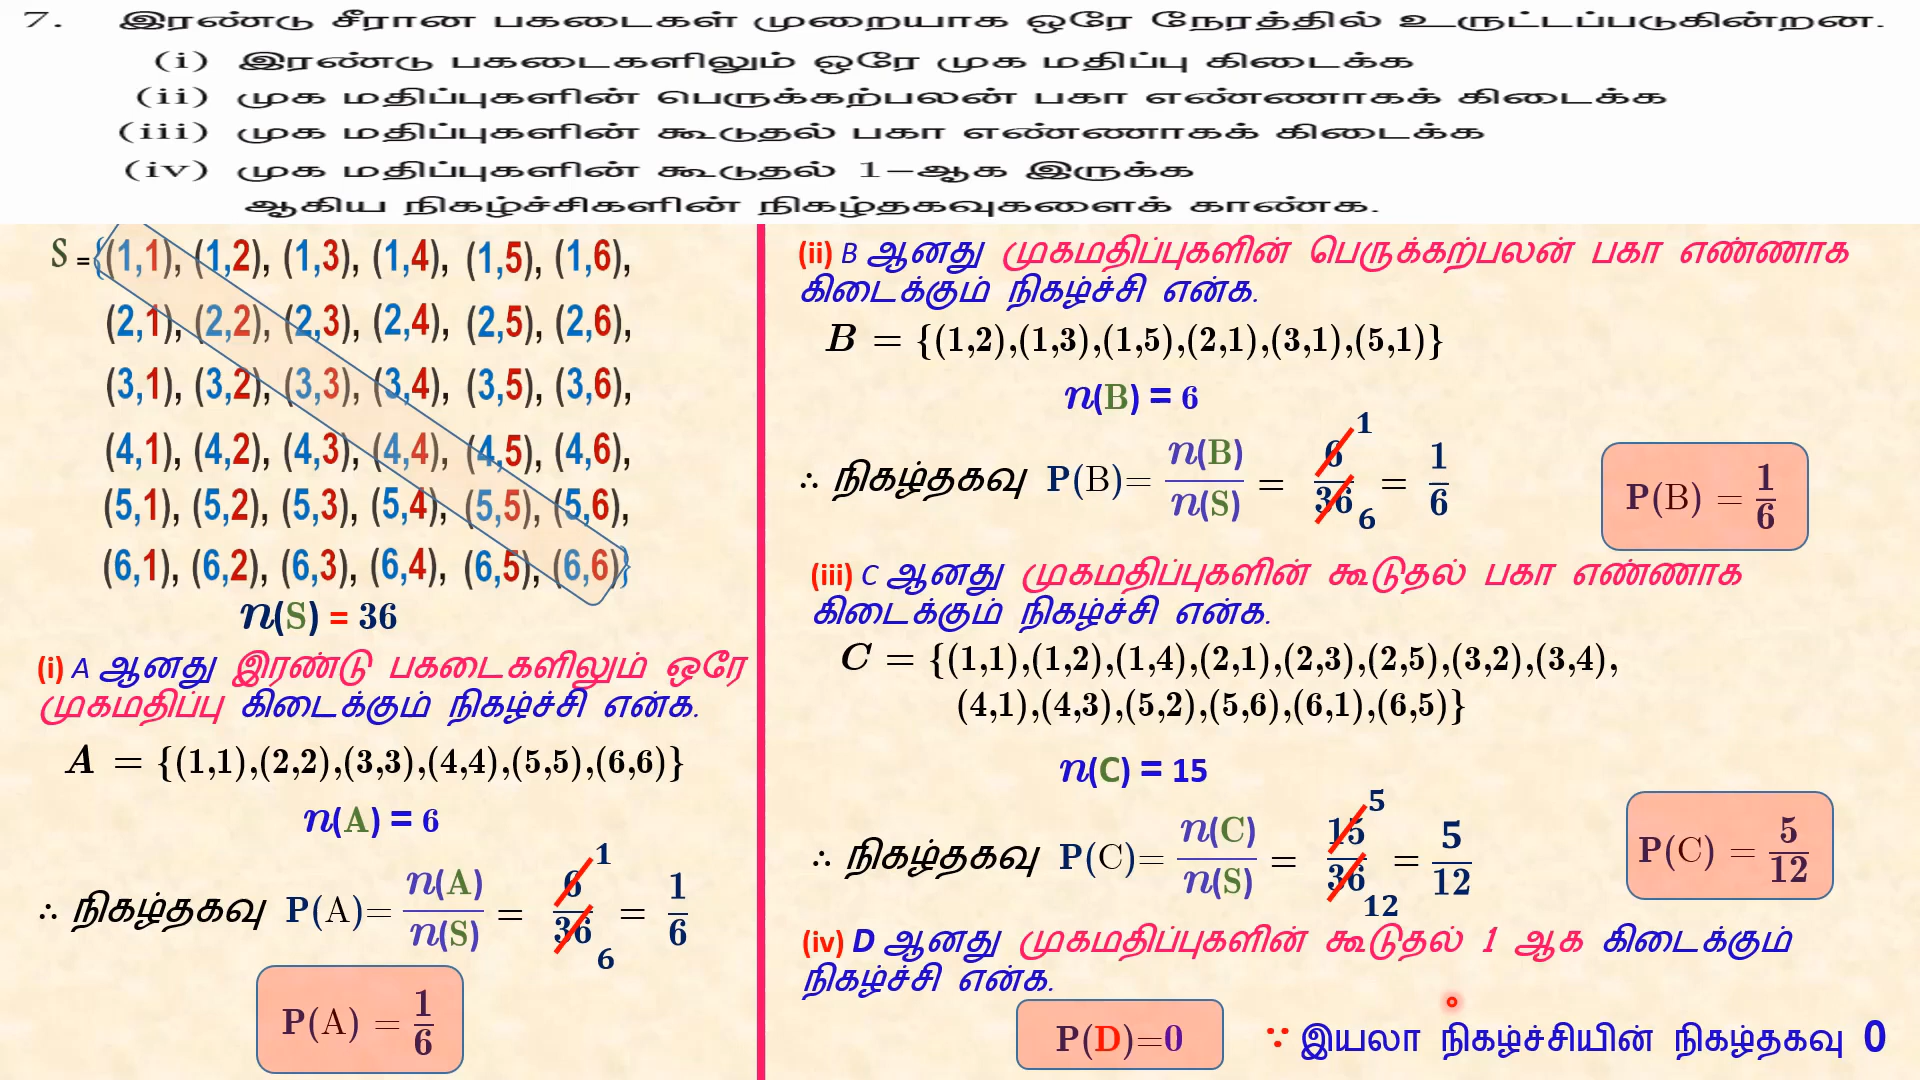 7. இரண்டு சீரான பகடைகள் முறையாக ஒரே நேரத்தில் உருட்டப்படுகின்றன.
(i) இரண்டு பகடைகளிலும் ஒரே முக மதிப்பு கிடைக்க
(ii) முக மதிப்புகளின் பெருக்கற்பலன் பகா எண்ணாகக் கிடைக்க
(iii) முக மதிப்புகளின் கூடுதல் பகா எண்ணாகக் கிடைக்க
(iv) முக மதிப்புகளின் கூடுதல் 1-ஆக இருக்க
ஆகிய நிகழ்ச்சிகளின் நிகழ்தகவுகளைக் காண்க.
S = {(1,1), (1,2), (1,3), (1,4), (1,5), (1,6),
(2,1), (2,2), (2,3), (2,4), (2,5), (2,6),
(3,1), (3,2), (3,3), (3,4), (3,5), (3,6),
(4,1), (4,2), (4,3), (4,4), (4,5), (4,6),
(5,1), (5,2), (5,3), (5,4), (5,5), (5,6),
(6,1), (6,2), (6,3), (6,4), (6,5), (6,6)}
n(S) = 36
(i) A ஆனது இரண்டு பகடைகளிலும் ஒரே
முகமதிப்பு கிடைக்கும் நிகழ்ச்சி என்க.
A = {(1,1),(2,2),(3,3),(4,4),(5,5),(6,6)}
n(A) = 6
∴ நிகழ்தகவு P(A)= n(A)/n(S) = 6/36 1 6 = 1/6
P(A) = 1/6
(ii) B ஆனது முகமதிப்புகளின் பெருக்கற்பலன் பகா எண்ணாக
கிடைக்கும் நிகழ்ச்சி என்க.
B = {(1,2),(1,3),(1,5),(2,1),(3,1),(5,1)}
n(B) = 6
∴ நிகழ்தகவு P(B)= n(B)/n(S) = 6/36 1 6 = 1/6
P(B) = 1/6
(iii) C ஆனது முகமதிப்புகளின் கூடுதல் பகா எண்ணாக
கிடைக்கும் நிகழ்ச்சி என்க.
C = {(1,1),(1,2),(1,4),(2,1),(2,3),(2,5),(3,2),(3,4),
(4,1),(4,3),(5,2),(5,6),(6,1),(6,5)}
n(C) = 15
∴ நிகழ்தகவு P(C)= n(C)/n(S) = 15/36 5 12 = 5/12
P(C) = 5/12
(iv) D ஆனது முகமதிப்புகளின் கூடுதல் 1 ஆக கிடைக்கும்
நிகழ்ச்சி என்க.
P(D)=0
∵ இயலா நிகழ்ச்சியின் நிகழ்தகவு 0